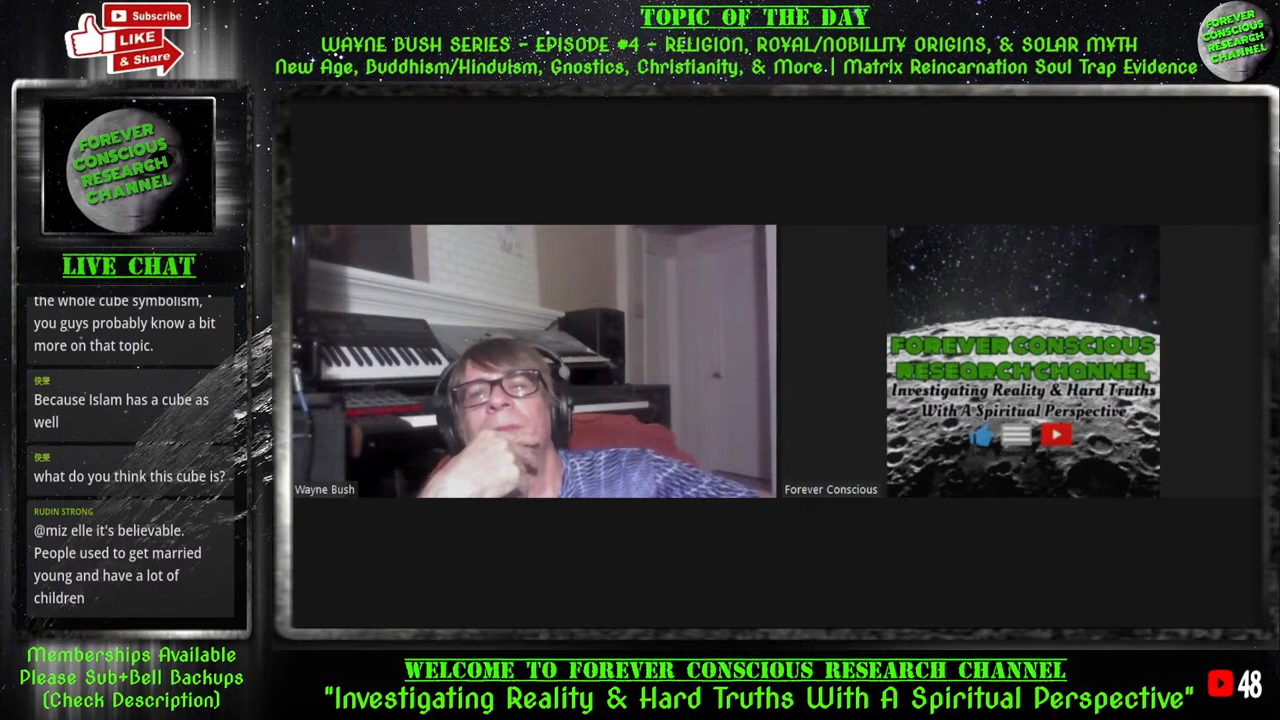 Subscribe
LIKE
& Share
TOPIC OF THE DAY
WAYNE BUSH SERIES - EPISODE #4 - RELIGION, ROYAL/NOBILLITY ORIGINS, & SOLAR MYTH
New Age, Buddhism/Hinduism, Gnostics, Christianity, & More | Matrix Reincarnation Soul Trap Evidence
FOREVER
CONSCIOUS
RESEARCH
CHANNEL
FOREVER
CONSCIOUS
RESEARCH
CHANNEL
LIVE CHAT
the whole cube symbolism,
you guys probably know a bit
more on that topic.
快楽
Because Islam has a cube as
well
快楽
what do you think this cube is?
RUDIN STRONG
@miz elle it's believable.
People used to get married
young and have a lot of
children
Memberships Available
Please Sub+Bell Backups
(Check Description)
Wayne Bush
FOREVER CONSCIOUS
RESEARCH CHANNEL
Investigating Reality & Hard Truths
With A Spiritual Perspective
Forever Conscious
WELCOME TO FOREVER CONSCIOUS RESEARCH CHANNEL
"Investigating Reality & Hard Truths With A Spiritual Perspective"
48